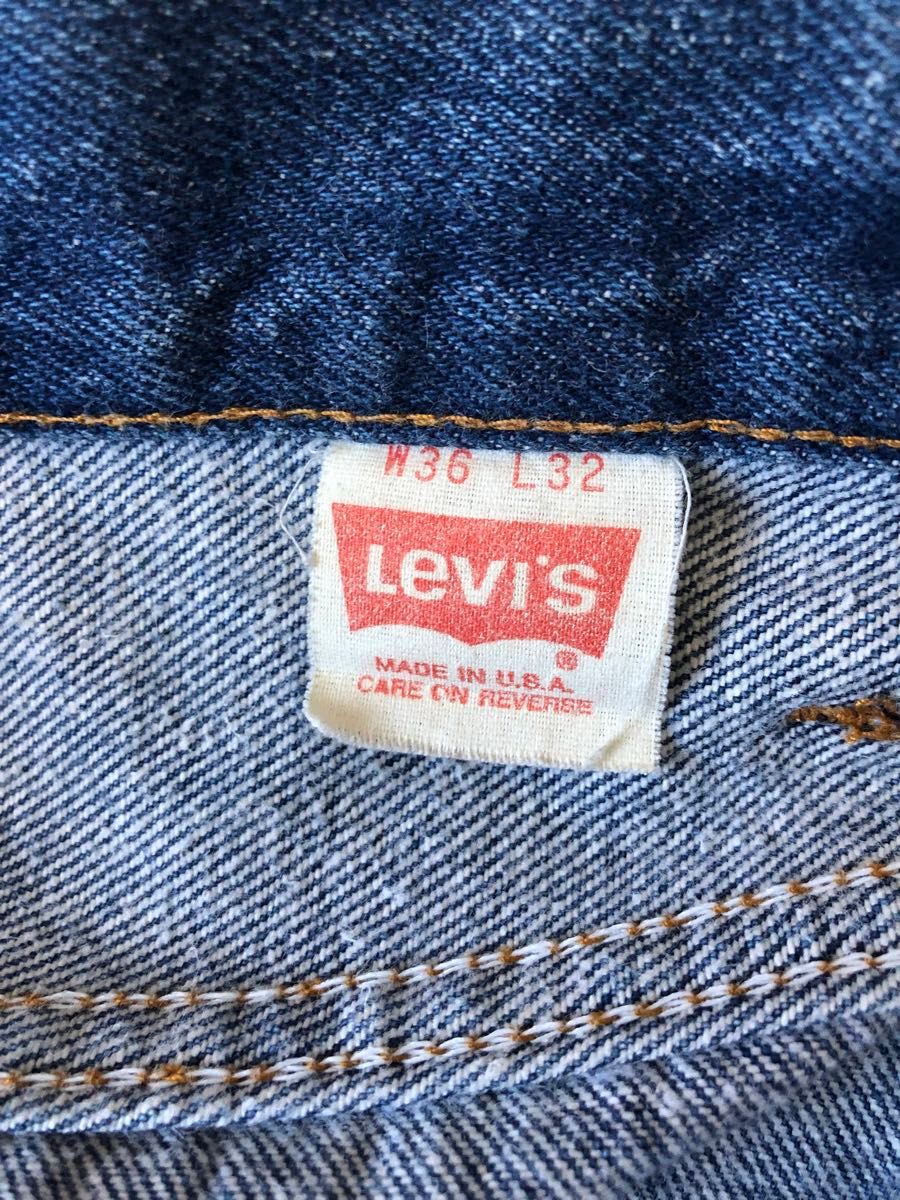 W36 L32
LEVI'S
®
MADE IN U.S.A.
CARE ON REVERSE